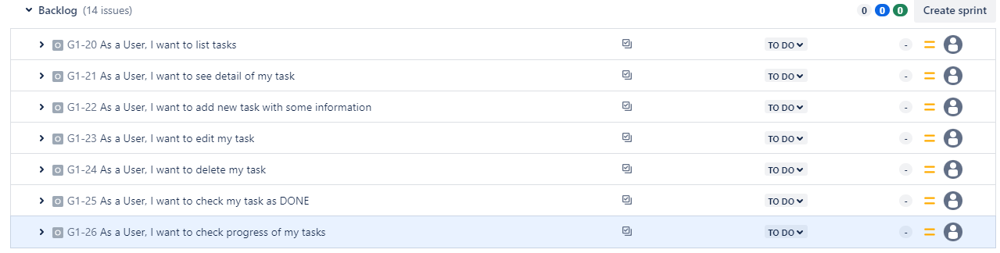 Backlog (14 issues) 0 0 0 Create sprint
G1-20 As a User, I want to list tasks TO DO -
G1-21 As a User, I want to see detail of my task TO DO -
G1-22 As a User, I want to add new task with some information TO DO -
G1-23 As a User, I want to edit my task TO DO -
G1-24 As a User, I want to delete my task TO DO -
G1-25 As a User, I want to check my task as DONE TO DO -
G1-26 As a User, I want to check progress of my tasks TO DO -